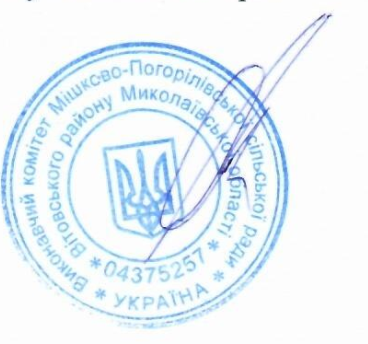 Виконавчий комітет Мішково-Погорілівської сільської ради
* УКРАЇНА *
Вітовського району Миколаївської області
*04375257*